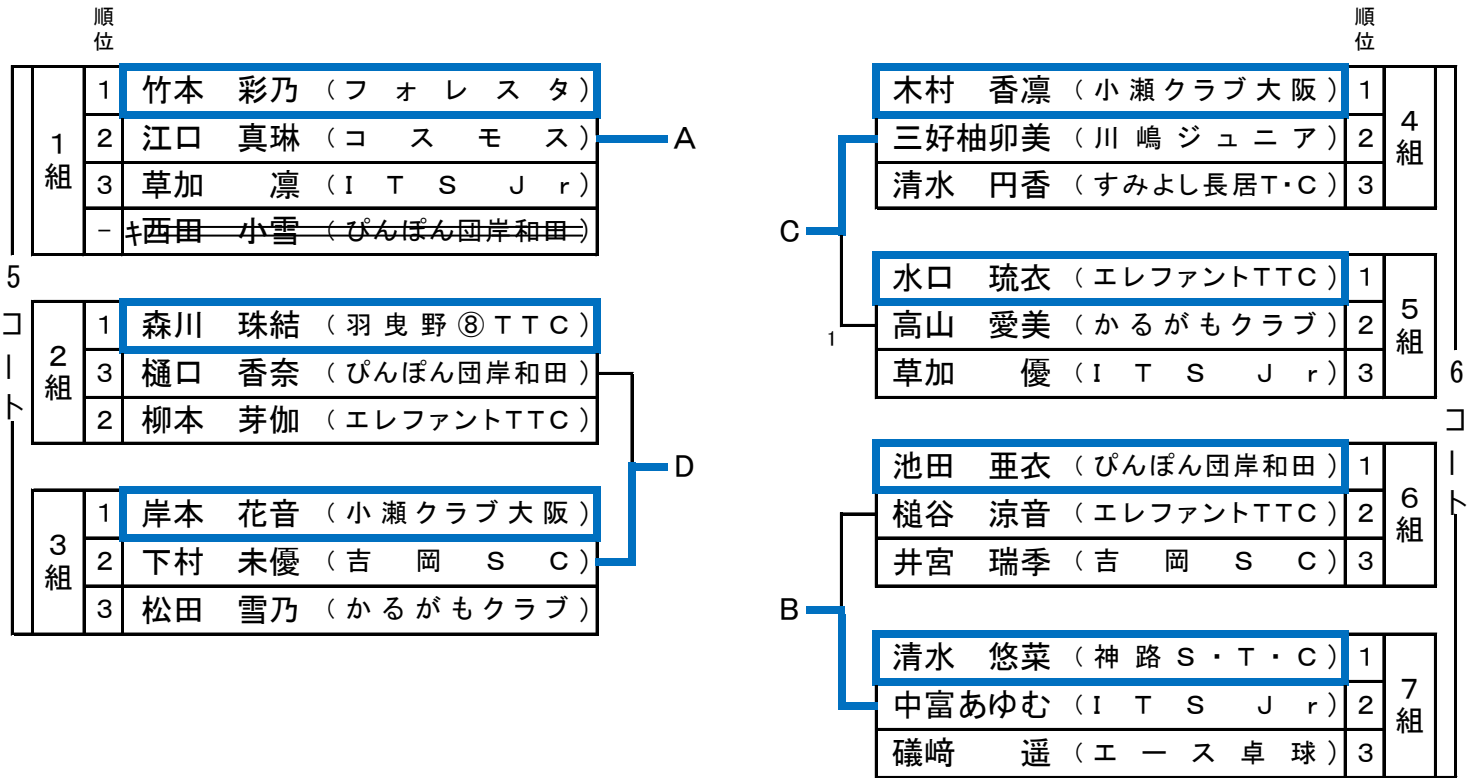 順位
5コート
1組
1 竹本 彩乃 (フォレスタ)
2 江口 真琳 (コスモス) A
3 草加 凛 (ITSJr)
- キ西田 小雪 (ぴんぽん団岸和田)
2組
1 森川 珠結 (羽曳野⑧TTC)
3 樋口 香奈 (ぴんぽん団岸和田)
2 柳本 芽伽 (エレファントTTC)
D
3組
1 岸本 花音 (小瀬クラブ大阪)
2 下村 未優 (吉岡SC)
3 松田 雪乃 (かるがもクラブ)
順位
6コート
木村 香凛 (小瀬クラブ大阪) 1
三好柚卯美 (川嶋ジュニア) 2
清水 円香 (すみよし長居T・C) 3
4組
C
1
水口 琉衣 (エレファントTTC) 1
高山 愛美 (かるがもクラブ) 2
草加 優 (ITSJr) 3
5組
池田 亜衣 (ぴんぽん団岸和田) 1
槌谷 涼音 (エレファントTTC) 2
井宮 瑞季 (吉岡SC) 3
6組
B
清水 悠菜 (神路S・T・C) 1
中富あゆむ (ITSJr) 2
礒﨑 遥 (エース卓球) 3
7組